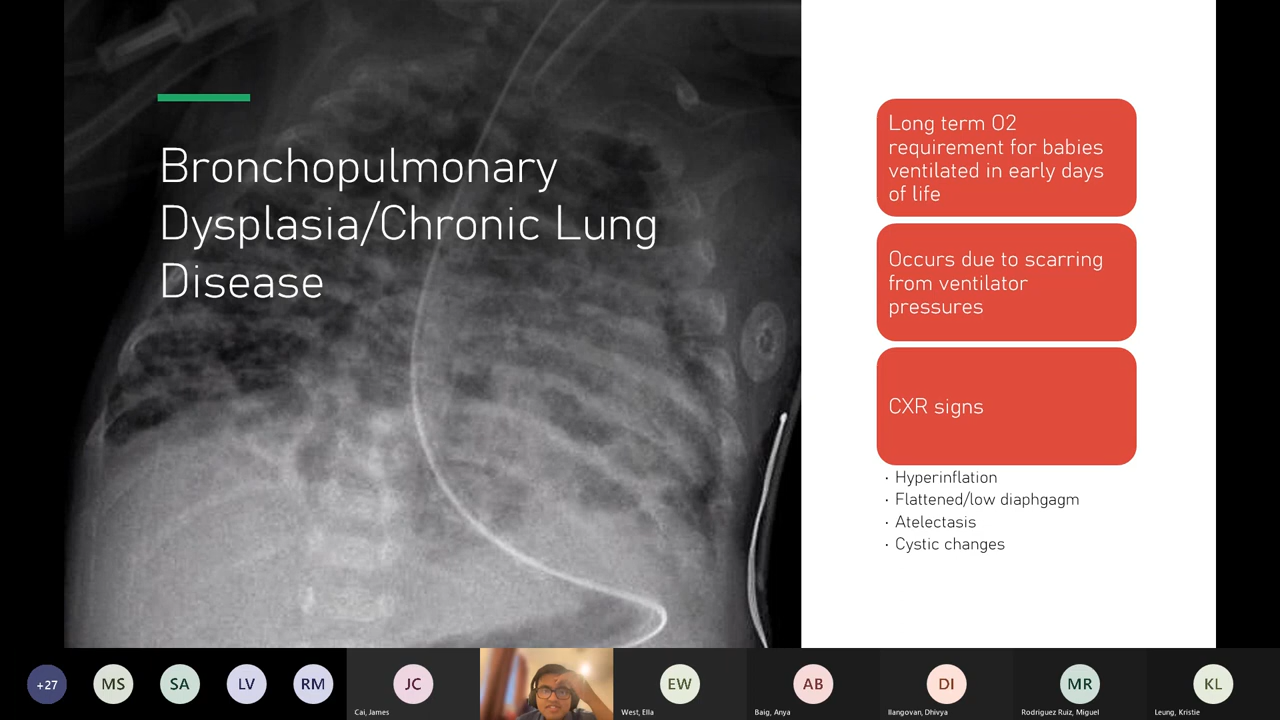 Bronchopulmonary
Dysplasia/Chronic Lung
Disease
Long term O2
requirement for babies
ventilated in early days
of life
Occurs due to scarring
from ventilator
pressures
CXR signs
· Hyperinflation
· Flattened/low diaphgagm
· Atelectasis
· Cystic changes
+27
MS
SA
LV
RM
JC
Cai, James
EW
West, Ella
AB
Baig, Anya
DI
Ilangovan, Dhivya
MR
Rodriguez Ruiz, Miguel
KL
Leung, Kristie